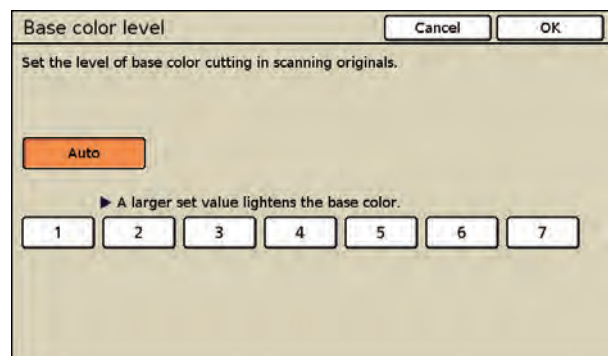 Base color level
Cancel
OK
Set the level of base color cutting in scanning originals.
Auto
▶ A larger set value lightens the base color.
1 2 3 4 5 6 7